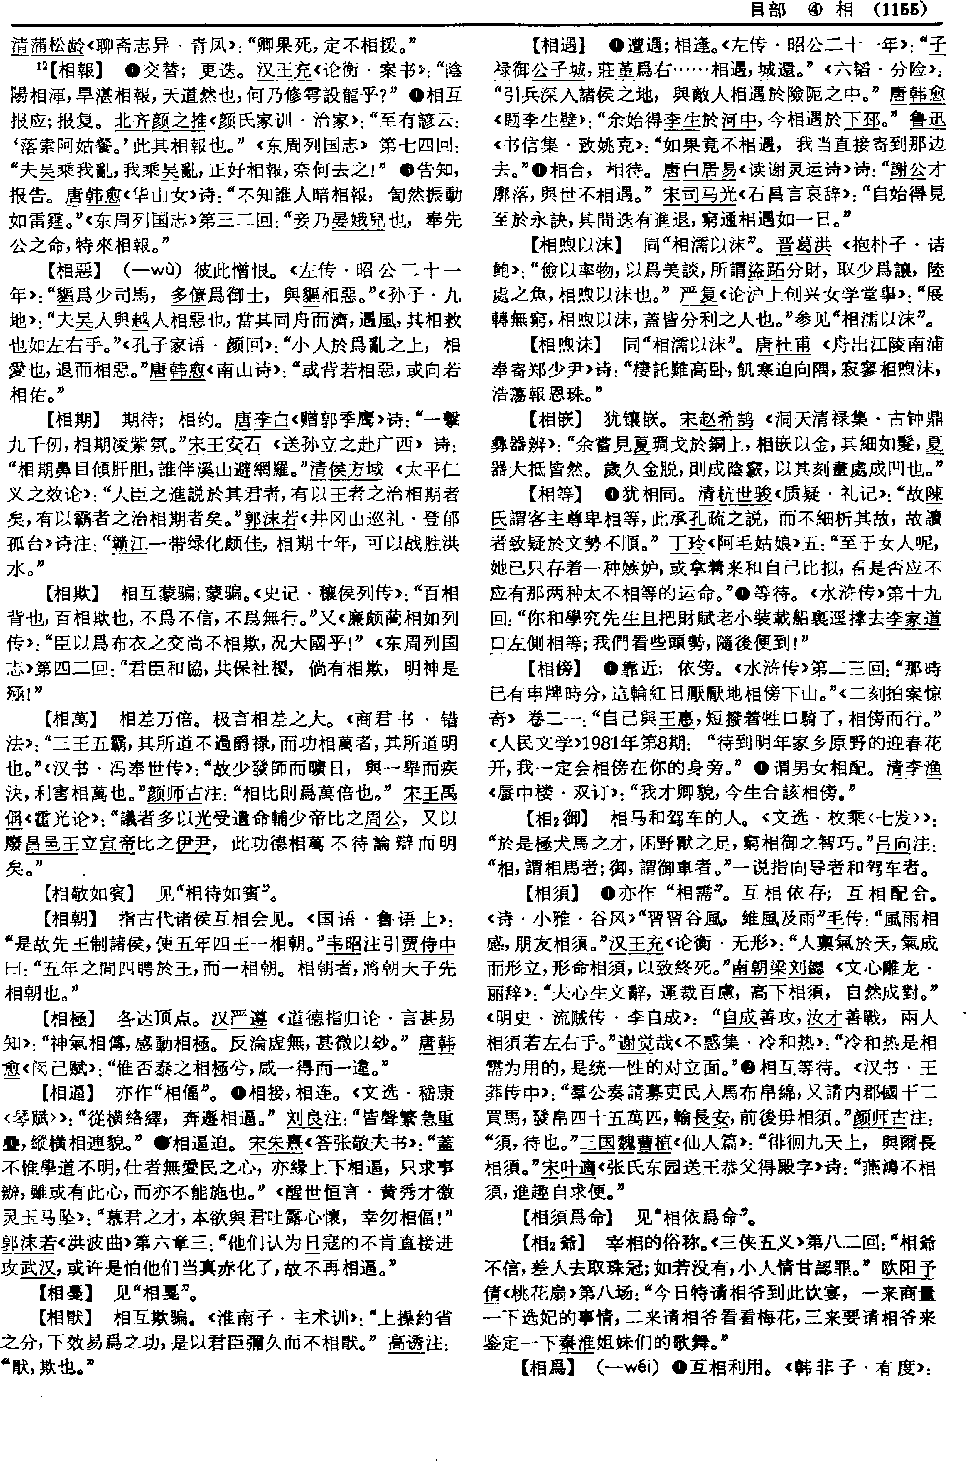 目部 ④ 相 (1155)
清蒲松龄《聊斋志异·青凤》：“卿果死，定不相援。”
¹²【相報】 ❶交替；更迭。汉王充《论衡·案书》：“陰
陽相渾，旱湛相報，天道然也，何乃修雩設龍乎？” ❷相互
报应；报复。北齐颜之推《颜氏家训·治家》：“至有諺云：
‘落索阿姑餐。’此其相報也。”《东周列国志》第七四回：
“夫吴乘我亂，我乘吴亂，正好相報，奈何去之！” ❸告知，
报告。唐韩愈《华山女》诗：“不知誰人暗相報，訇然振動
如雷霆。”《东周列国志》第三二回：“妾乃晏娥兒也，奉先
公之命，特來相報。”
【相惡】 （—wù）彼此憎恨。《左传·昭公二十一
年》：“貙爲少司馬，多僚爲御士，與貙相惡。”《孙子·九
地》：“夫吴人與越人相惡也，當其同舟而濟，遇風，其相救
也如左右手。”《孔子家语·颜回》：“小人於爲亂之上，相
愛也，退而相惡。”唐韩愈《南山诗》：“或背若相惡，或向若
相佑。”
【相期】 期待；相约。唐李白《赠郭季鹰》诗：“一擊
九千仞，相期凌紫氛。”宋王安石《送孙立之赴广西》诗：
“相期鼻目傾肝胆，誰伴溪山避網羅。”清侯方域《太平仁
义之效论》：“人臣之進説於其君者，有以王者之治相期者
矣，有以霸者之治相期者矣。”郭沫若《井冈山巡礼·登郁
孤台》诗注：“赣江一带绿化颇佳，相期十年，可以战胜洪
水。”
【相欺】 相互蒙骗；蒙骗。《史记·穰侯列传》：“百相
背也，百相欺也，不爲不信，不爲無行。”又《廉颇蔺相如列
传》：“臣以爲布衣之交尚不相欺，况大國乎！”《东周列国
志》第四二回：“君臣和協，共保社稷，倘有相欺，明神是
殛！”
【相萬】 相差万倍。极言相差之大。《商君书·错
法》：“三王五霸，其所道不過爵禄，而功相萬者，其所道明
也。”《汉书·冯奉世传》：“故少發師而曠日，與一舉而疾
決，利害相萬也。”颜师古注：“相比則爲萬倍也。”宋王禹
偁《霍光论》：“議者多以光受遺命輔少帝比之周公，又以
廢昌邑王立宣帝比之伊尹，此功德相萬不待論辯而明
矣。”
【相敬如賓】 见“相待如賓”。
【相朝】 指古代诸侯互相会见。《国语·鲁语上》：
“是故先王制諸侯，使五年四王一相朝。”韦昭注引贾侍中
曰：“五年之間四聘於王，而一相朝。相朝者，將朝天子先
相朝也。”
【相極】 各达顶点。汉严遵《道德指归论·言甚易
知》：“神氣相傳，感動相極。反淪虚無，甚微以妙。”唐韩
愈《闵己赋》：“惟否泰之相極兮，咸一得而一違。”
【相逼】 亦作“相偪”。❶相接，相连。《文选·嵇康
〈琴赋〉》：“從横絡繹，奔遯相逼。”刘良注：“皆聲繁急重
疊，縱横相連貌。” ❷相逼迫。宋朱熹《答张敬夫书》：“蓋
不惟學道不明，仕者無愛民之心，亦緣上下相逼，只求事
辦，雖或有此心，而亦不能施也。”《醒世恒言·黄秀才徼
灵玉马坠》：“慕君之才，本欲與君吐露心懷，幸勿相偪！”
郭沫若《洪波曲》第六章三：“他们认为日寇的不肯直接进
攻武汉，或许是怕他们当真赤化了，故不再相逼。”
【相戞】 见“相戛”。
【相猒】 相互欺骗。《淮南子·主术训》：“上操約省
之分，下效易爲之功，是以君臣彌久而不相猒。”高诱注：
“猒，欺也。”
【相遇】 ❶遭遇；相逢。《左传·昭公二十一年》：“子
禄御公子城，莊堇爲右……相遇，城還。”《六韬·分险》：
“引兵深入諸侯之地，與敵人相遇於險阨之中。”唐韩愈
《题李生壁》：“余始得李生於河中，今相遇於下邳。”鲁迅
《书信集·致姚克》：“如果竟不相遇，我当直接寄到那边
去。” ❷相合，相待。唐白居易《读谢灵运诗》诗：“謝公才
廓落，與世不相遇。”宋司马光《石昌言哀辞》：“自始得見
至於永訣，其間迭有進退，窮通相遇如一日。”
【相煦以沫】 同“相濡以沫”。晋葛洪《抱朴子·诘
鲍》：“儉以率物，以爲美談，所謂盜跖分財，取少爲讓，陸
處之魚，相煦以沫也。”严复《论沪上创兴女学堂事》：“展
轉無窮，相煦以沫，蓋皆分利之人也。”参见“相濡以沫”。
【相煦沫】 同“相濡以沫”。唐杜甫《舟出江陵南浦
奉寄郑少尹》诗：“棲託難高卧，飢寒迫向隅，寂寥相煦沫，
浩蕩報恩珠。”
【相嵌】 犹镶嵌。宋赵希鹄《洞天清禄集·古钟鼎
彝器辨》：“余嘗見夏琱戈於銅上，相嵌以金，其細如髮，夏
器大抵皆然。歲久金脱，則成陰竅，以其刻畫處成凹也。”
【相等】 ❶犹相同。清杭世骏《质疑·礼记》：“故陳
氏謂客主尊卑相等，此承孔疏之説，而不細析其故，故讀
者致疑於文勢不順。”丁玲《阿毛姑娘》五：“至于女人呢，
她已只存着一种嫉妒，或拿舊来和自己比拟，看是否应不
应有那两种太不相等的运命。” ❷等待。《水浒传》第十九
回：“你和學究先生且把財賦老小裝載船裏逕撑去李家道
口左側相等；我們看些頭勢，隨後便到！”
【相傍】 ❶靠近；依傍。《水浒传》第二三回：“那時
已有申牌時分，這輪紅日厭厭地相傍下山。”《二刻拍案惊
奇》卷二一：“自己與王惠，短撥着牲口騎了，相傍而行。”
《人民文学》1981年第8期：“待到明年家乡原野的迎春花
开，我一定会相傍在你的身旁。” ❷谓男女相配。清李渔
《蜃中楼·双订》：“我才卿貌，今生合該相傍。”
【相₂御】 相马和驾车的人。《文选·枚乘〈七发〉》：
“於是極犬馬之才，困野獸之足，窮相御之智巧。”吕向注：
“相，謂相馬者；御，謂御車者。”一说指向导者和驾车者。
【相須】 ❶亦作“相需”。互相依存；互相配合。
《诗·小雅·谷风》“習習谷風，維風及雨”毛传：“風雨相
感，朋友相須。”汉王充《论衡·无形》：“人禀氣於天，氣成
而形立，形命相須，以致終死。”南朝梁刘勰《文心雕龙·
丽辞》：“夫心生文辭，運裁百慮，高下相須，自然成對。”
《明史·流贼传·李自成》：“自成善攻，汝才善戰，兩人
相須若左右手。”谢觉哉《不惑集·冷和热》：“冷和热是相
需为用的，是统一性的对立面。” ❷相互等待。《汉书·王
莽传中》：“羣公奏請募吏民人馬布帛綿，又請内郡國十二
買馬，發帛四十五萬匹，輸長安，前後毋相須。”颜师古注：
“須，待也。”三国魏曹植《仙人篇》：“徘徊九天上，與爾長
相須。”宋叶適《张氏东园送王恭父得殿字》诗：“燕鴻不相
須，進趣自求便。”
【相須爲命】 见“相依爲命”。
【相₂爺】 宰相的俗称。《三侠五义》第八二回：“相爺
不信，差人去取珠冠；如若没有，小人情甘認罪。”欧阳予
倩《桃花扇》第八场：“今日特请相爷到此饮宴，一来商量
一下选妃的事情，二来请相爷看看梅花，三来要请相爷来
鉴定一下秦淮姐妹们的歌舞。”
【相爲】 （—wéi）❶互相利用。《韩非子·有度》：